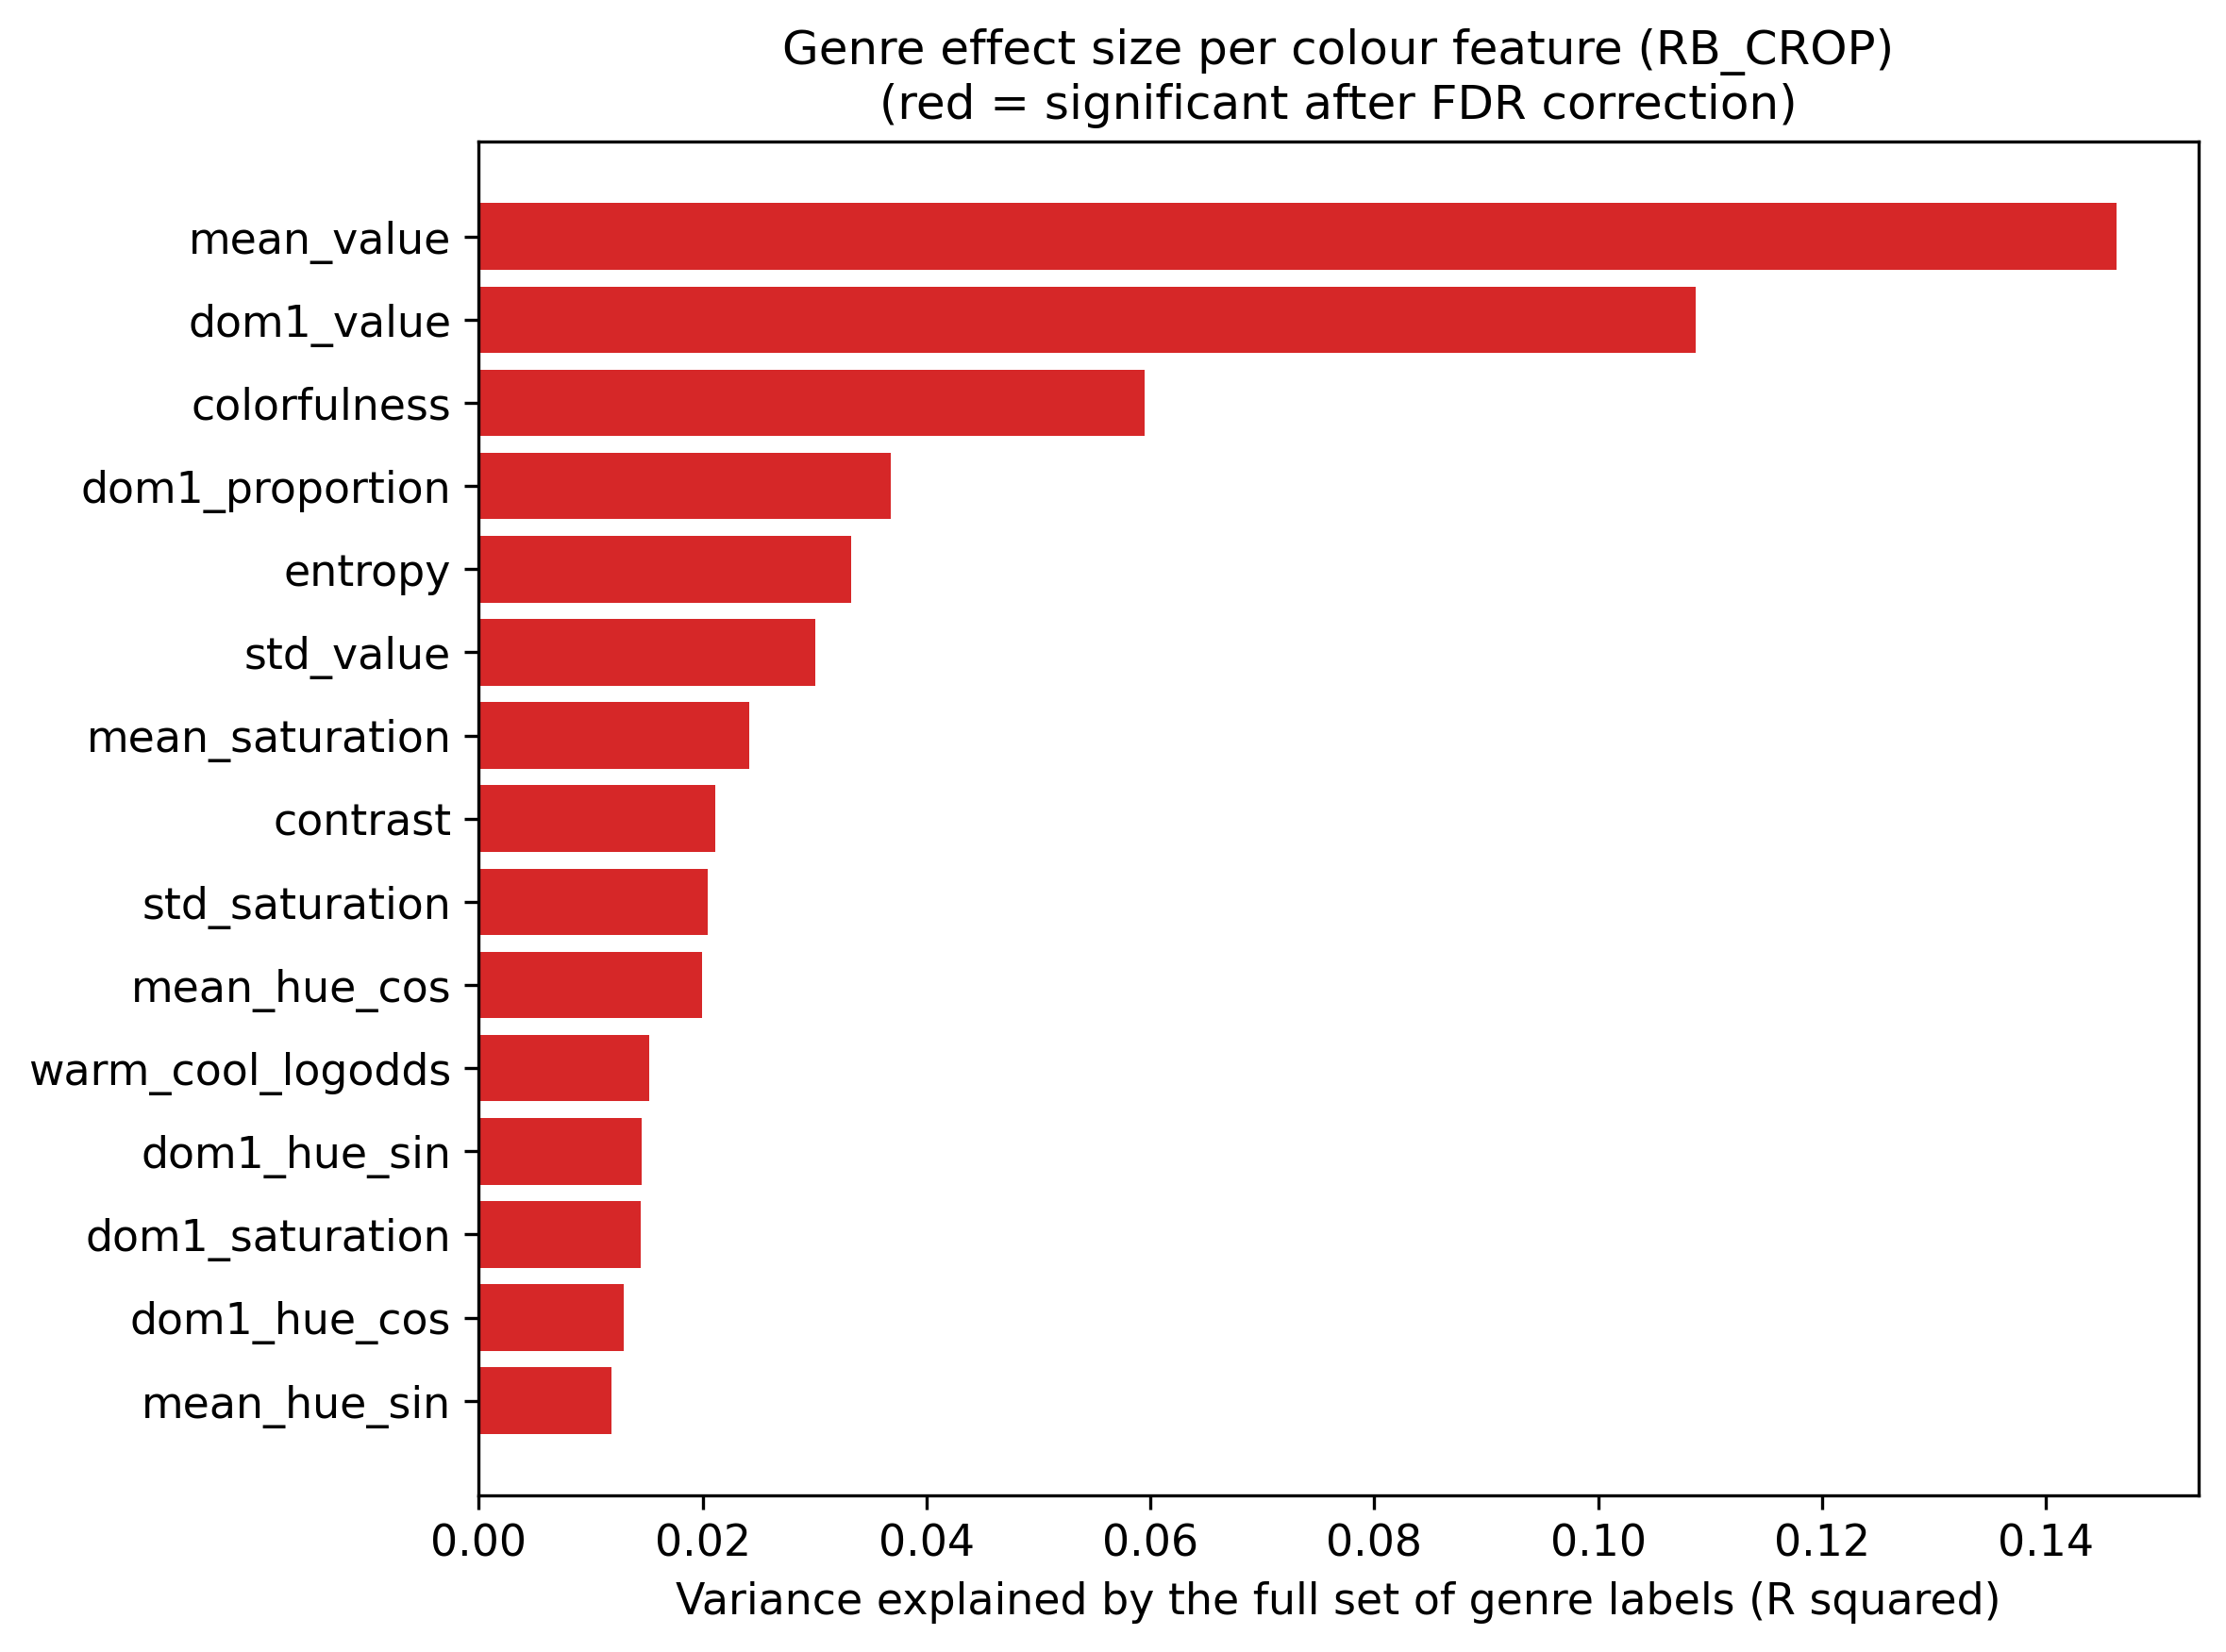 Genre effect size per colour feature (RB_CROP)
(red = significant after FDR correction)
mean_value
dom1_value
colorfulness
dom1_proportion
entropy
std_value
mean_saturation
contrast
std_saturation
mean_hue_cos
warm_cool_logodds
dom1_hue_sin
dom1_saturation
dom1_hue_cos
mean_hue_sin
0.00 0.02 0.04 0.06 0.08 0.10 0.12 0.14
Variance explained by the full set of genre labels (R squared)